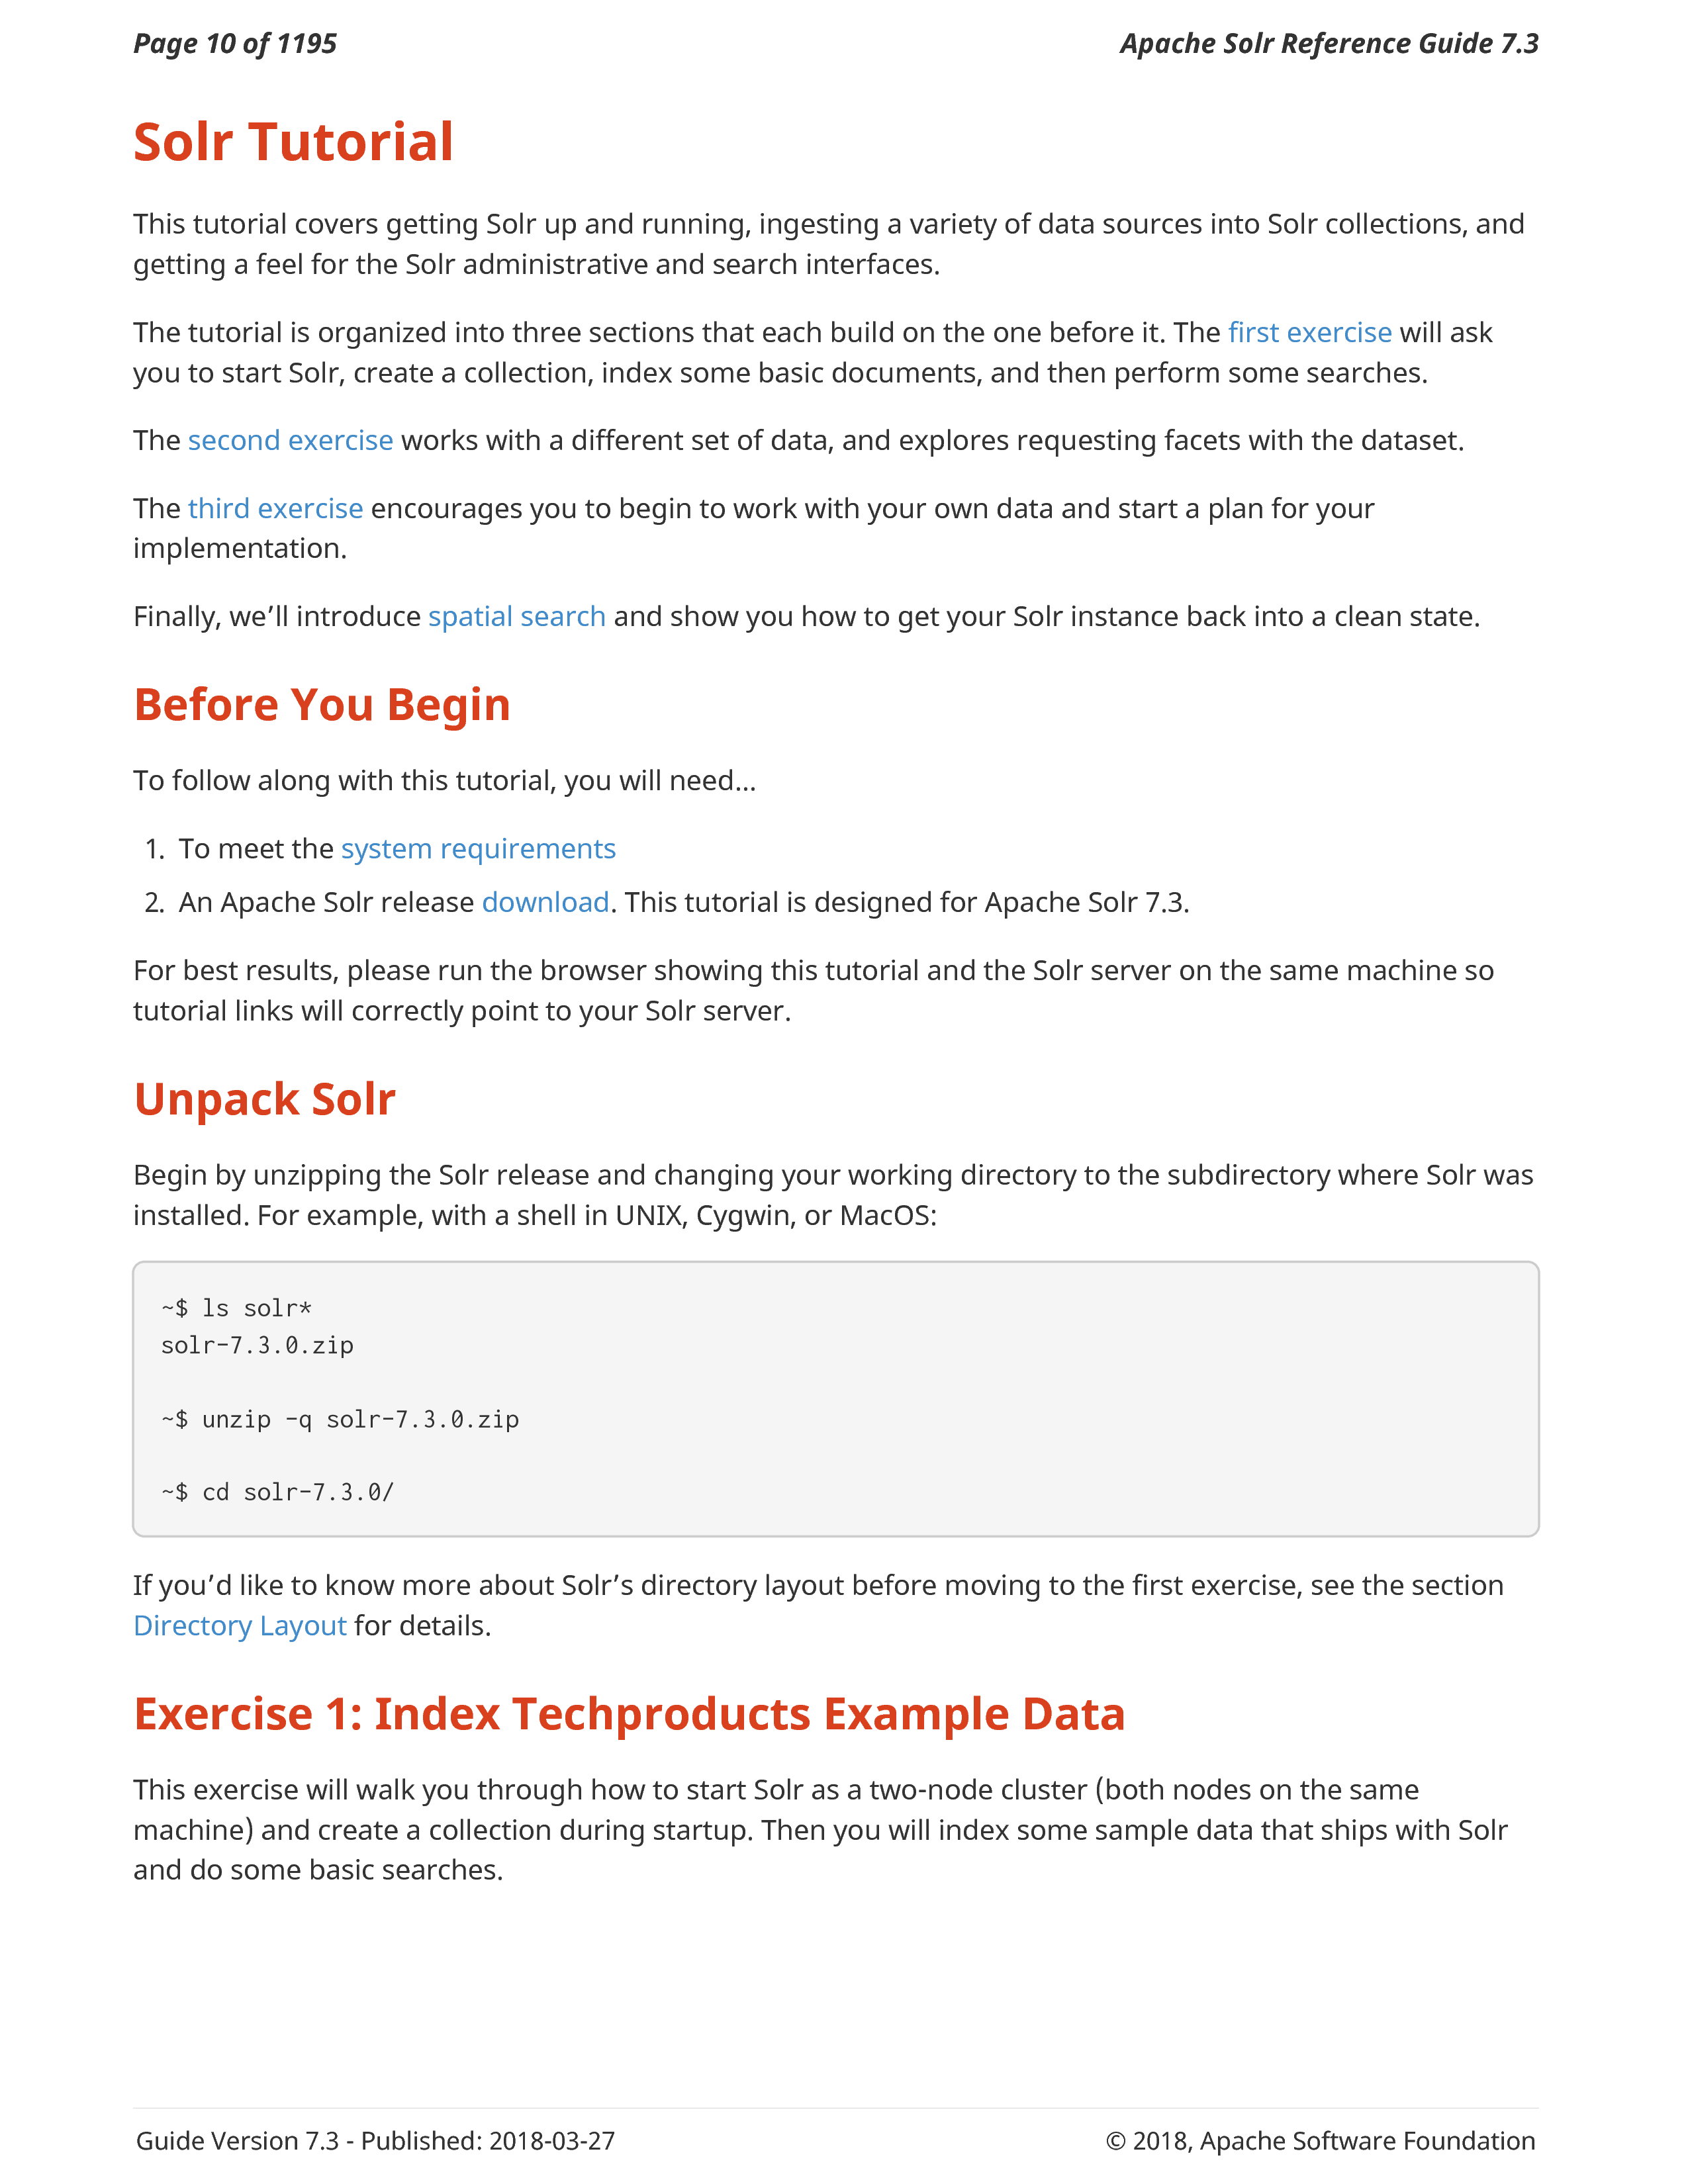 Page 10 of 1195
Apache Solr Reference Guide 7.3
Solr Tutorial
This tutorial covers getting Solr up and running, ingesting a variety of data sources into Solr collections, and
getting a feel for the Solr administrative and search interfaces.
The tutorial is organized into three sections that each build on the one before it. The first exercise will ask
you to start Solr, create a collection, index some basic documents, and then perform some searches.
The second exercise works with a different set of data, and explores requesting facets with the dataset.
The third exercise encourages you to begin to work with your own data and start a plan for your
implementation.
Finally, we’ll introduce spatial search and show you how to get your Solr instance back into a clean state.
Before You Begin
To follow along with this tutorial, you will need…
1. To meet the system requirements
2. An Apache Solr release download. This tutorial is designed for Apache Solr 7.3.
For best results, please run the browser showing this tutorial and the Solr server on the same machine so
tutorial links will correctly point to your Solr server.
Unpack Solr
Begin by unzipping the Solr release and changing your working directory to the subdirectory where Solr was
installed. For example, with a shell in UNIX, Cygwin, or MacOS:
~$ ls solr*
solr-7.3.0.zip
~$ unzip -q solr-7.3.0.zip
~$ cd solr-7.3.0/
If you’d like to know more about Solr’s directory layout before moving to the first exercise, see the section
Directory Layout for details.
Exercise 1: Index Techproducts Example Data
This exercise will walk you through how to start Solr as a two-node cluster (both nodes on the same
machine) and create a collection during startup. Then you will index some sample data that ships with Solr
and do some basic searches.
Guide Version 7.3 - Published: 2018-03-27
© 2018, Apache Software Foundation